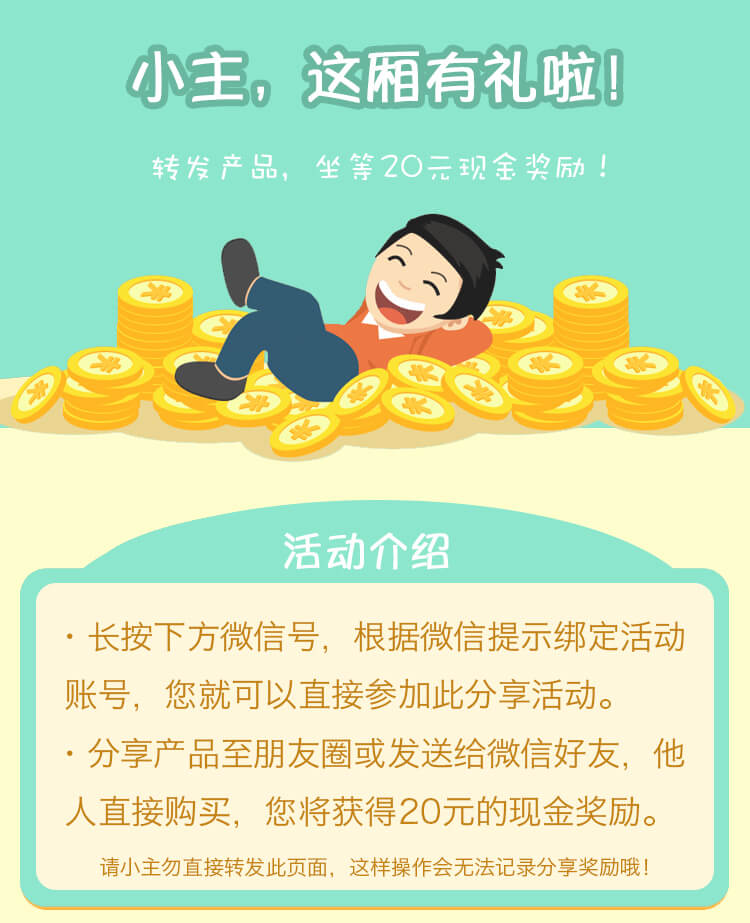 小主，这厢有礼啦！
转发产品，坐等20元现金奖励！
活动介绍
· 长按下方微信号，根据微信提示绑定活动
账号，您就可以直接参加此分享活动。
· 分享产品至朋友圈或发送给微信好友，他
人直接购买，您将获得20元的现金奖励。
请小主勿直接转发此页面，这样操作会无法记录分享奖励哦！